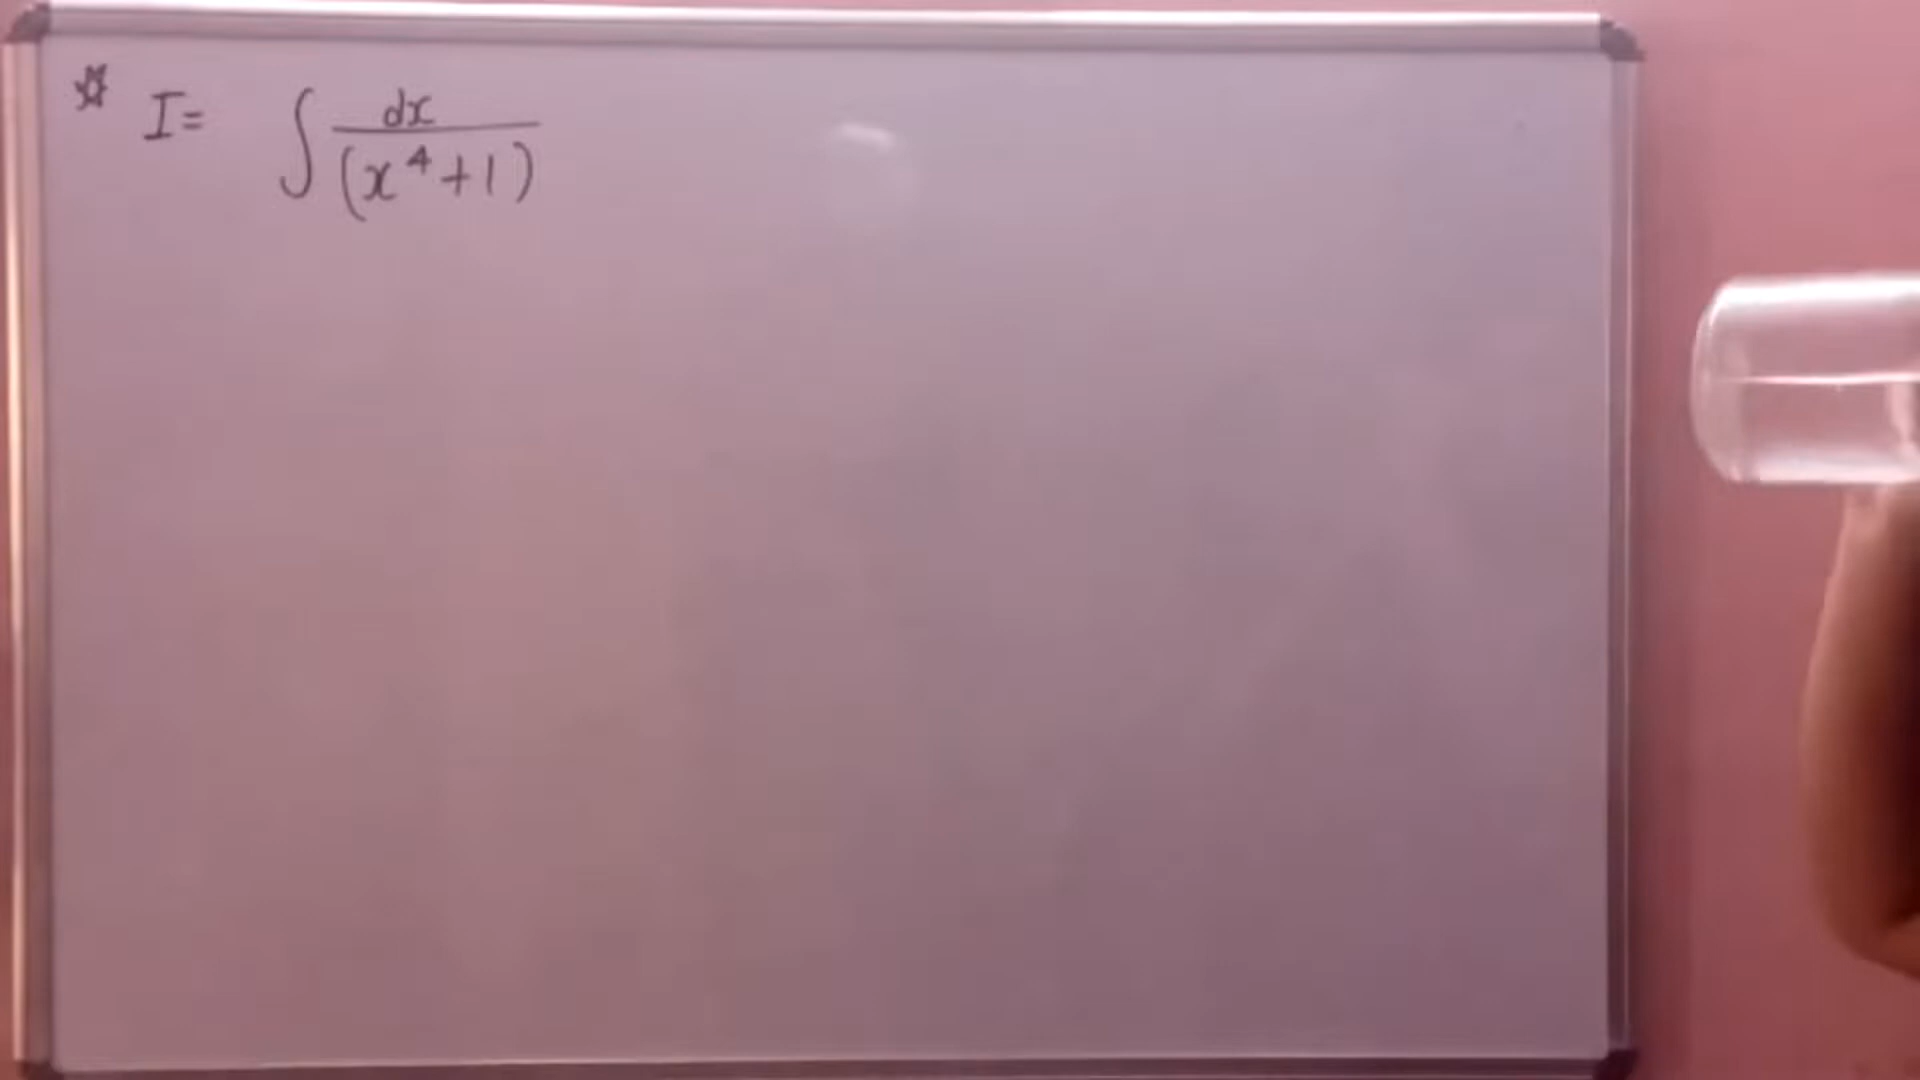 ☆ I = ∫ dx / (x⁴ + 1)